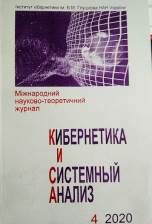 Інститут кібернетики ім. В.М. Глушкова НАН України
Міжнародний
науково-теоретичний
журнал
КИБЕРНЕТИКА
И
СИСТЕМНЫЙ
АНАЛИЗ
4 2020